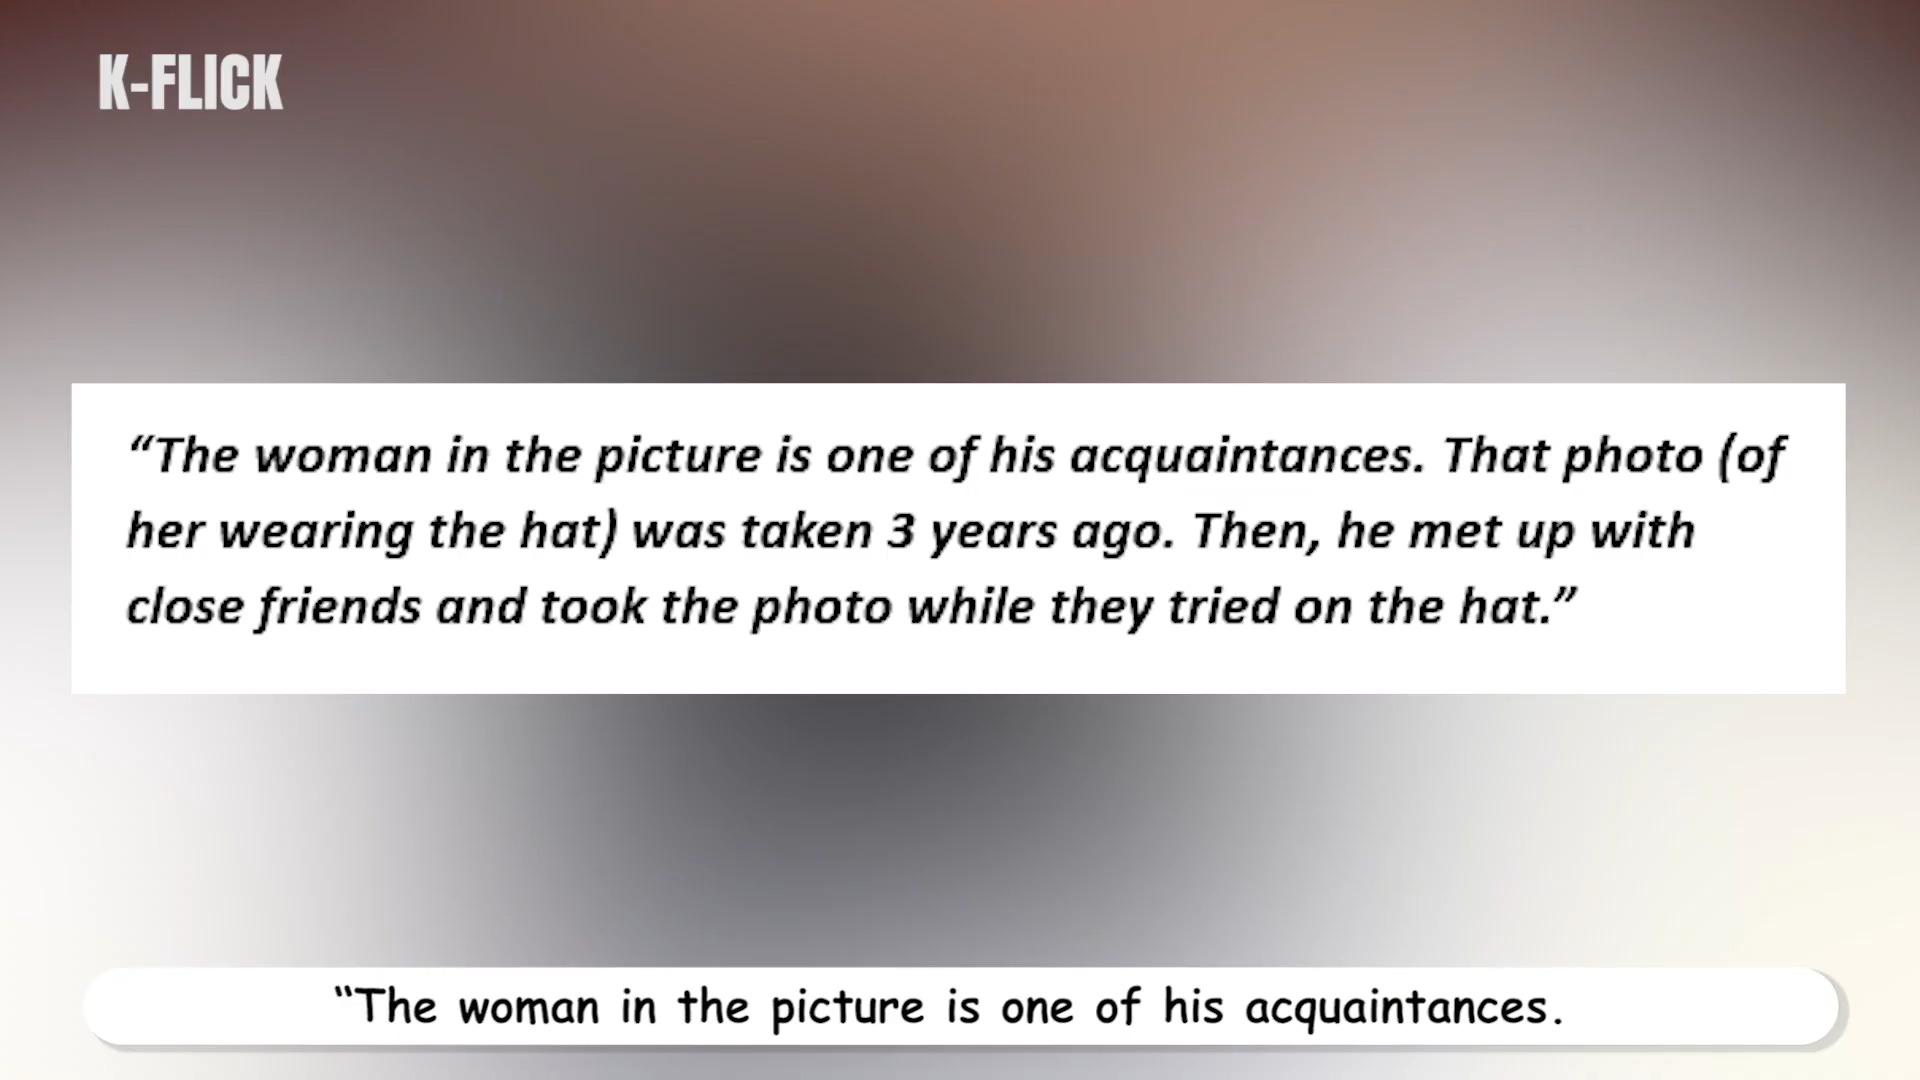 K-FLICK
“The woman in the picture is one of his acquaintances. That photo (of
her wearing the hat) was taken 3 years ago. Then, he met up with
close friends and took the photo while they tried on the hat.”
“The woman in the picture is one of his acquaintances.